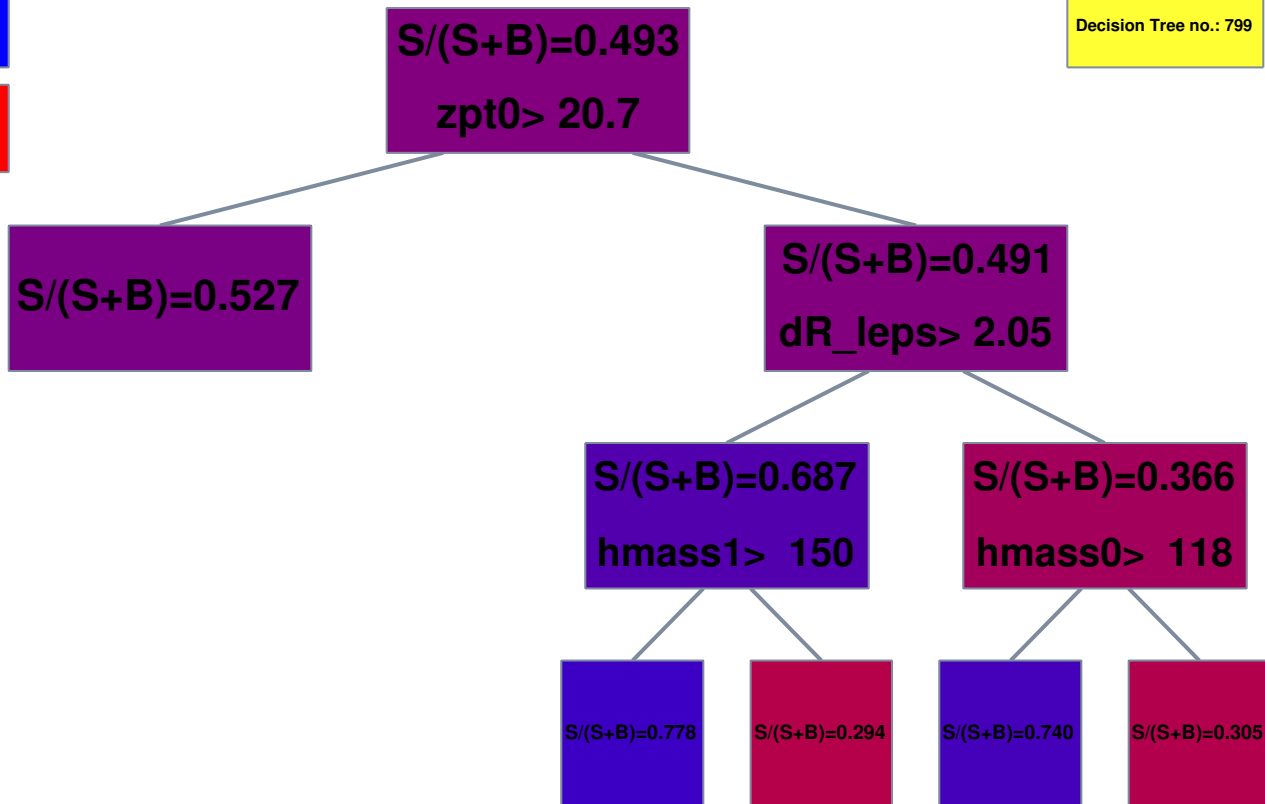 Decision Tree no.: 799
S/(S+B)=0.493
zpt0> 20.7
S/(S+B)=0.527
S/(S+B)=0.491
dR_leps> 2.05
S/(S+B)=0.687
hmass1>  150
S/(S+B)=0.366
hmass0>  118
S/(S+B)=0.778
S/(S+B)=0.294
S/(S+B)=0.740
S/(S+B)=0.305